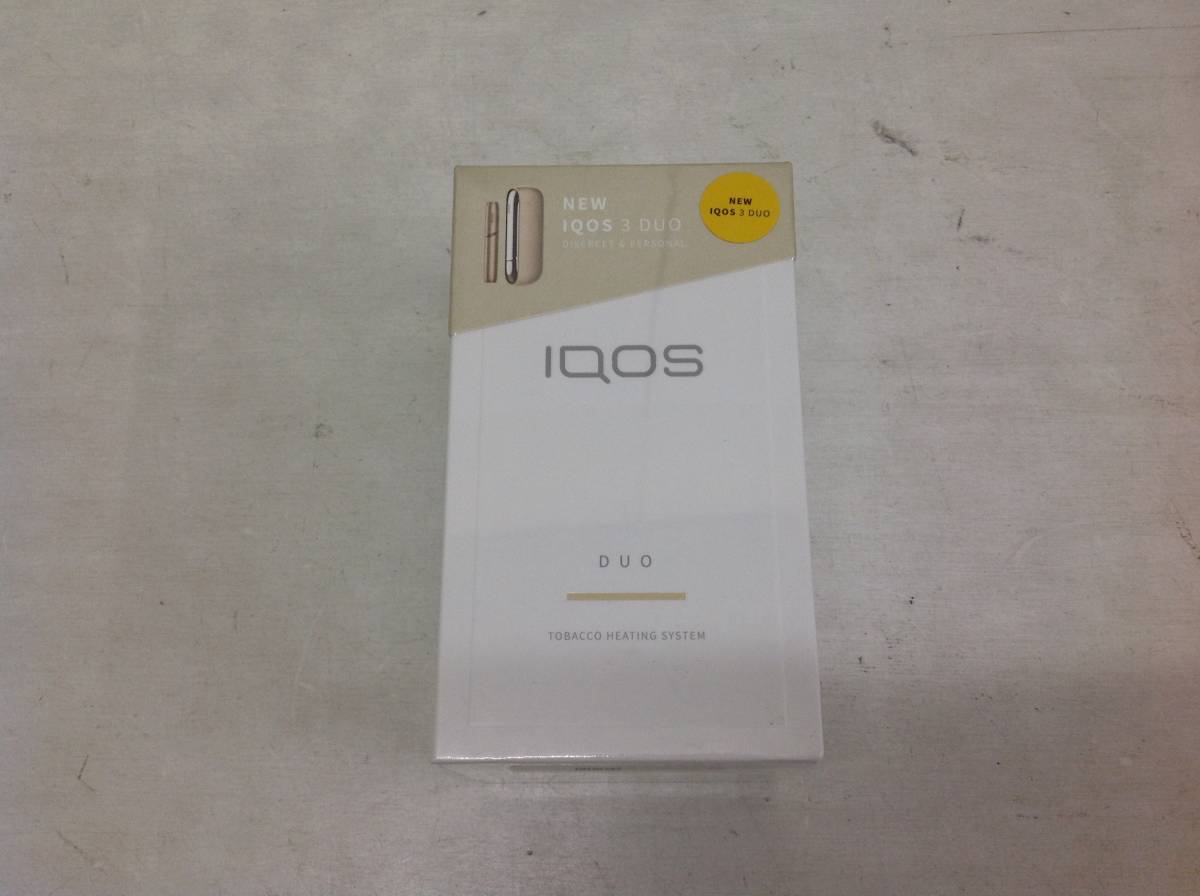 NEW
IQOS 3 DUO
DISCREET & PERSONAL
NEW
IQOS 3 DUO
IQOS
DUO
TOBACCO HEATING SYSTEM